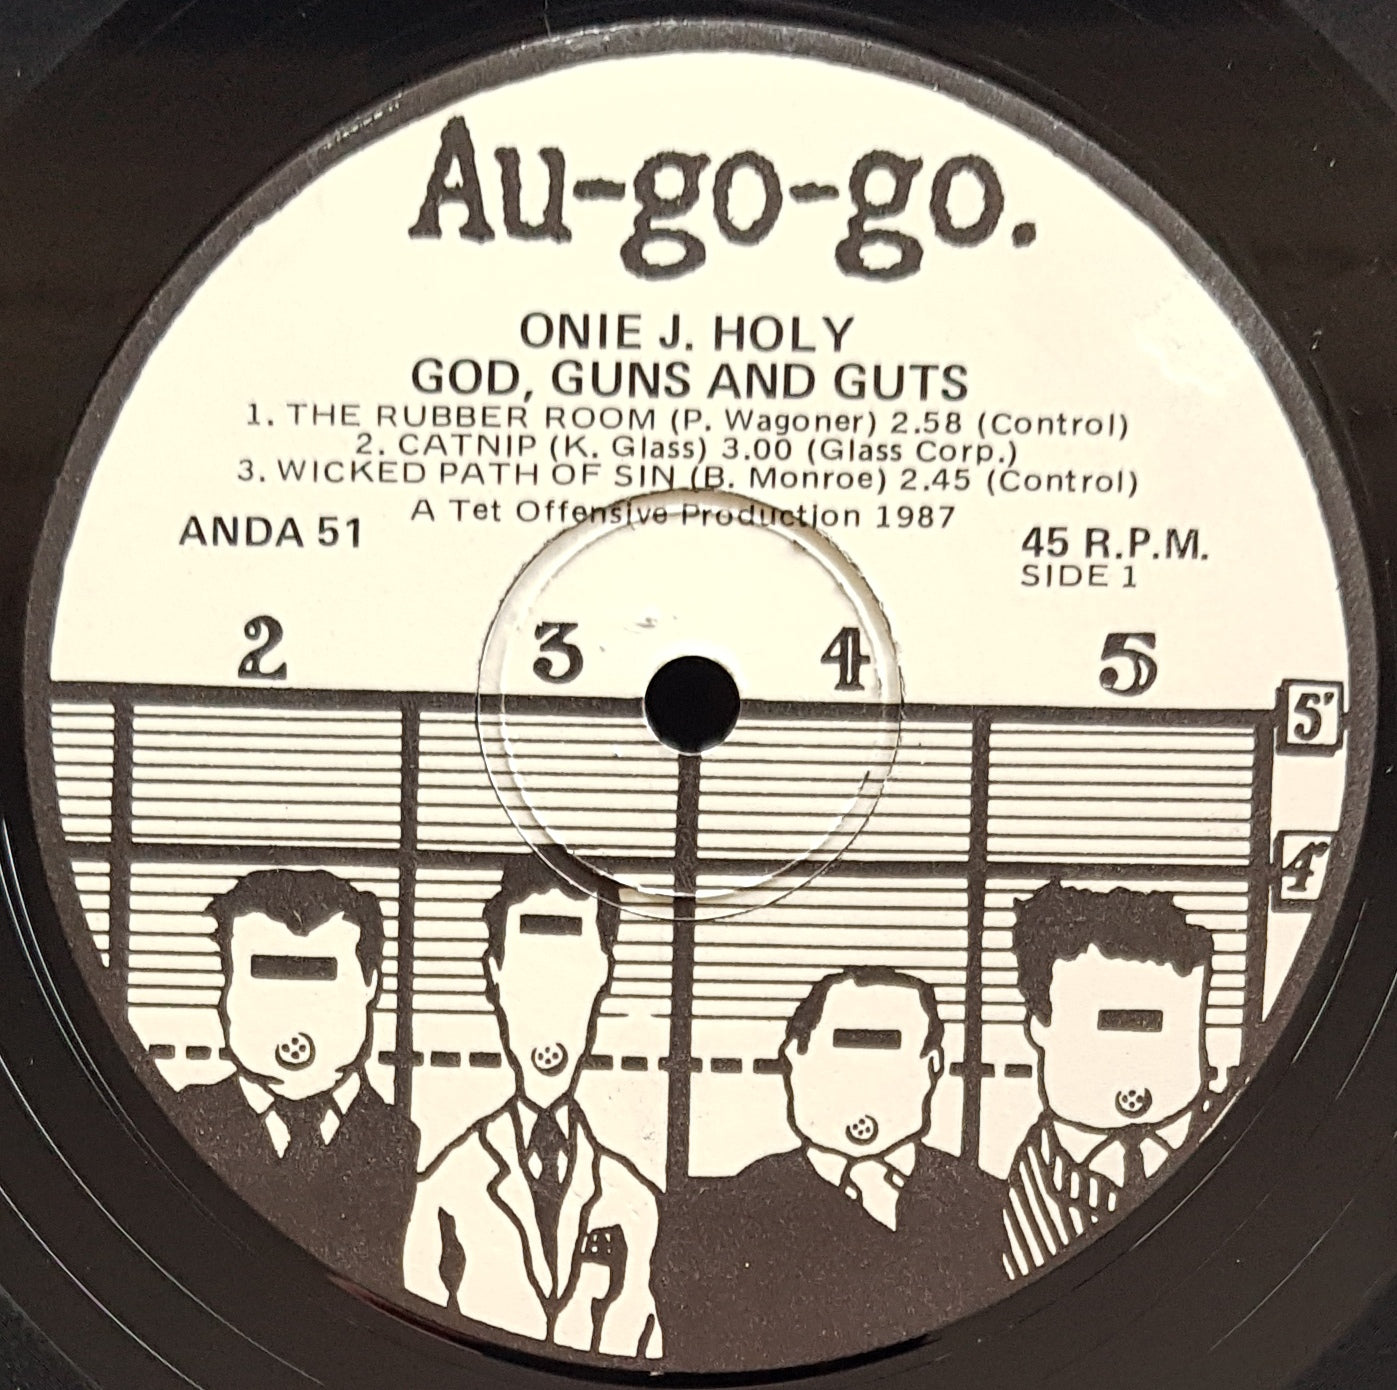 Au-go-go.
ONIE J. HOLY
GOD, GUNS AND GUTS
1. THE RUBBER ROOM (P. Wagoner) 2.58 (Control)
2. CATNIP (K. Glass) 3.00 (Glass Corp.)
3. WICKED PATH OF SIN (B. Monroe) 2.45 (Control)
A Tet Offensive Production 1987
ANDA 51
45 R.P.M.
SIDE 1
2 3 4 5
5'
4'